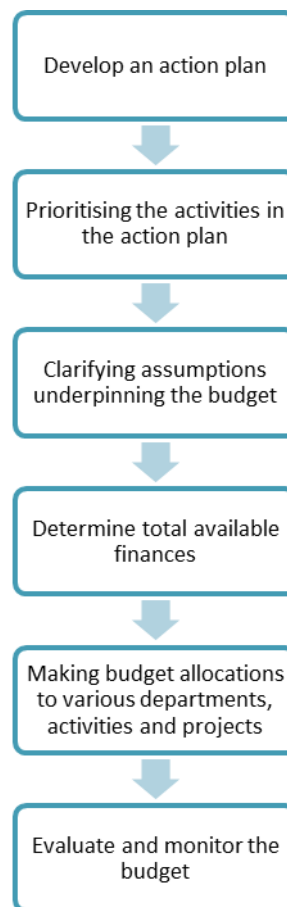 Develop an action plan
Prioritising the activities in
the action plan
Clarifying assumptions
underpinning the budget
Determine total available
finances
Making budget allocations
to various departments,
activities and projects
Evaluate and monitor the
budget